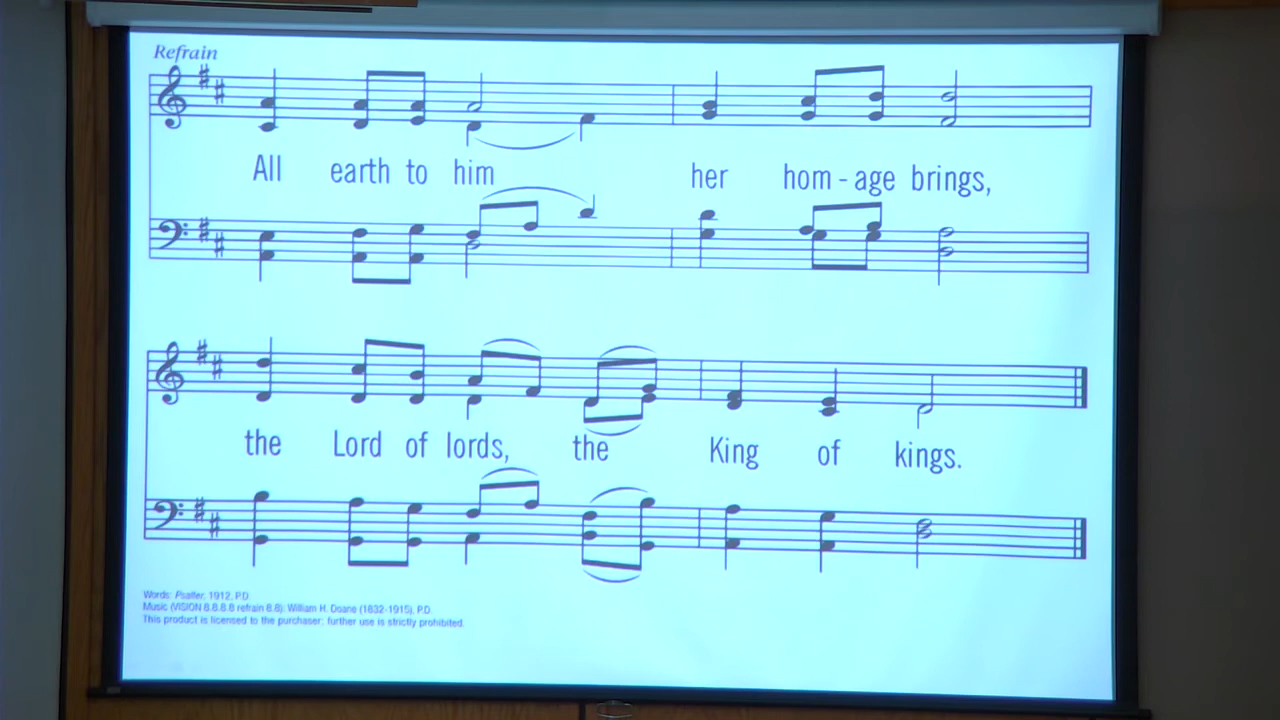 Refrain
All earth to him her hom - age brings,
the Lord of lords, the King of kings.
Words: Psalter, 1912, P.D.
Music (VISION 8.8.8.8 refrain 8.8): William H. Doane (1832-1915), P.D.
This product is licensed to the purchaser; further use is strictly prohibited.